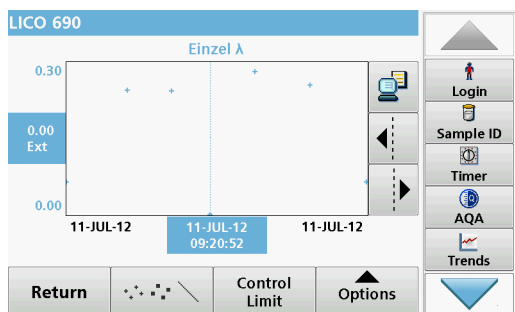 LICO 690
Einzel λ
0.30
0.00
Ext
0.00
11-JUL-12
11-JUL-12
09:20:52
11-JUL-12
Return
Control
Limit
Options
Login
Sample ID
Timer
AQA
Trends